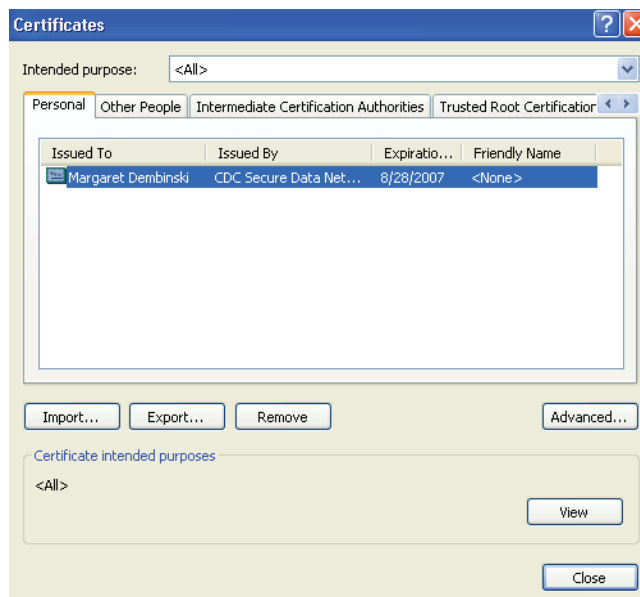 Certificates
Intended purpose: <All>
Personal Other People Intermediate Certification Authorities Trusted Root Certification
Issued To Issued By Expiratio... Friendly Name
Margaret Dembinski CDC Secure Data Net... 8/28/2007 <None>
Import... Export... Remove Advanced...
Certificate intended purposes
<All>
View
Close